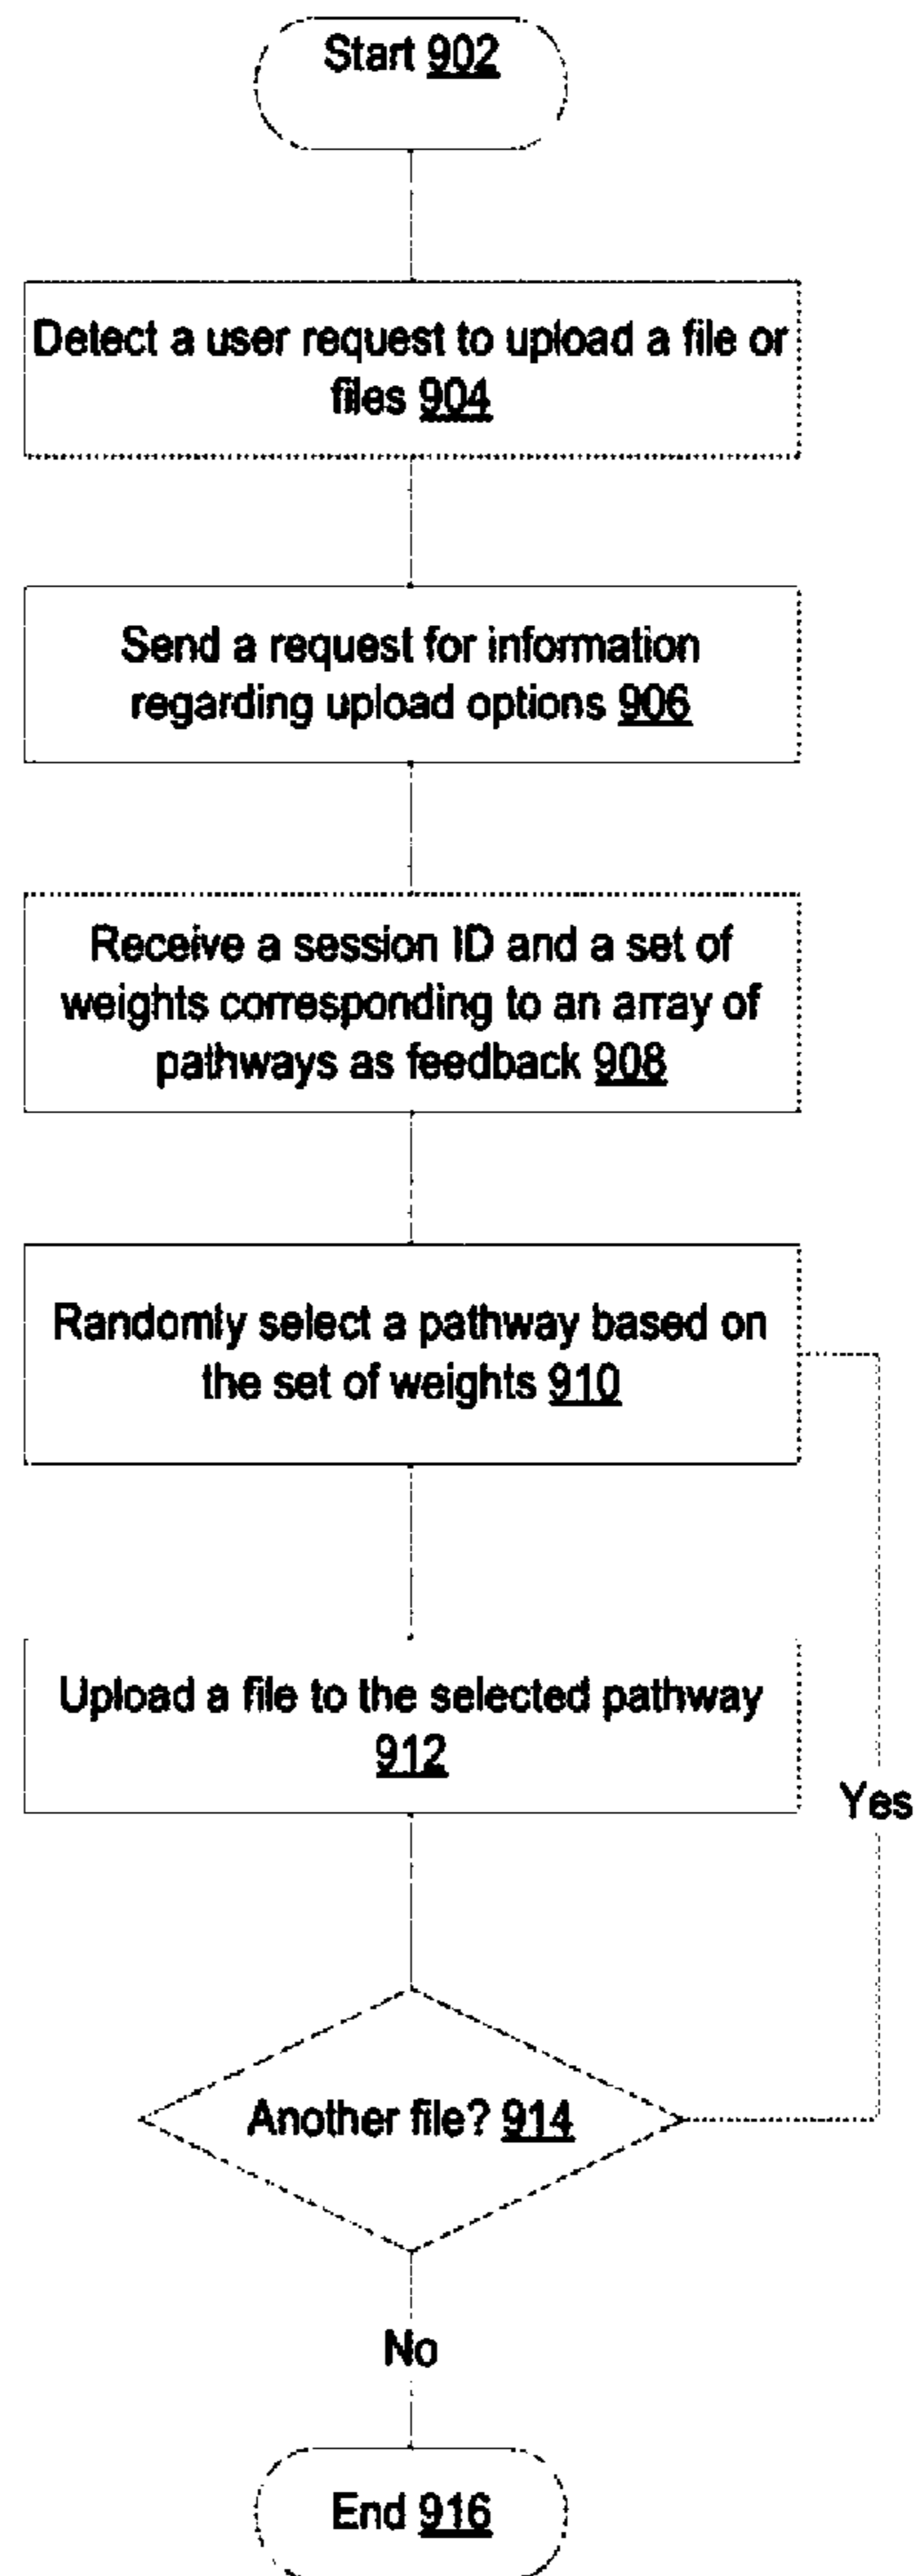 Start 902
Detect a user request to upload a file or
files 904
Send a request for information
regarding upload options 906
Receive a session ID and a set of
weights corresponding to an array of
pathways as feedback 908
Randomly select a pathway based on
the set of weights 910
Upload a file to the selected pathway
912
Yes
Another file? 914
No
End 916